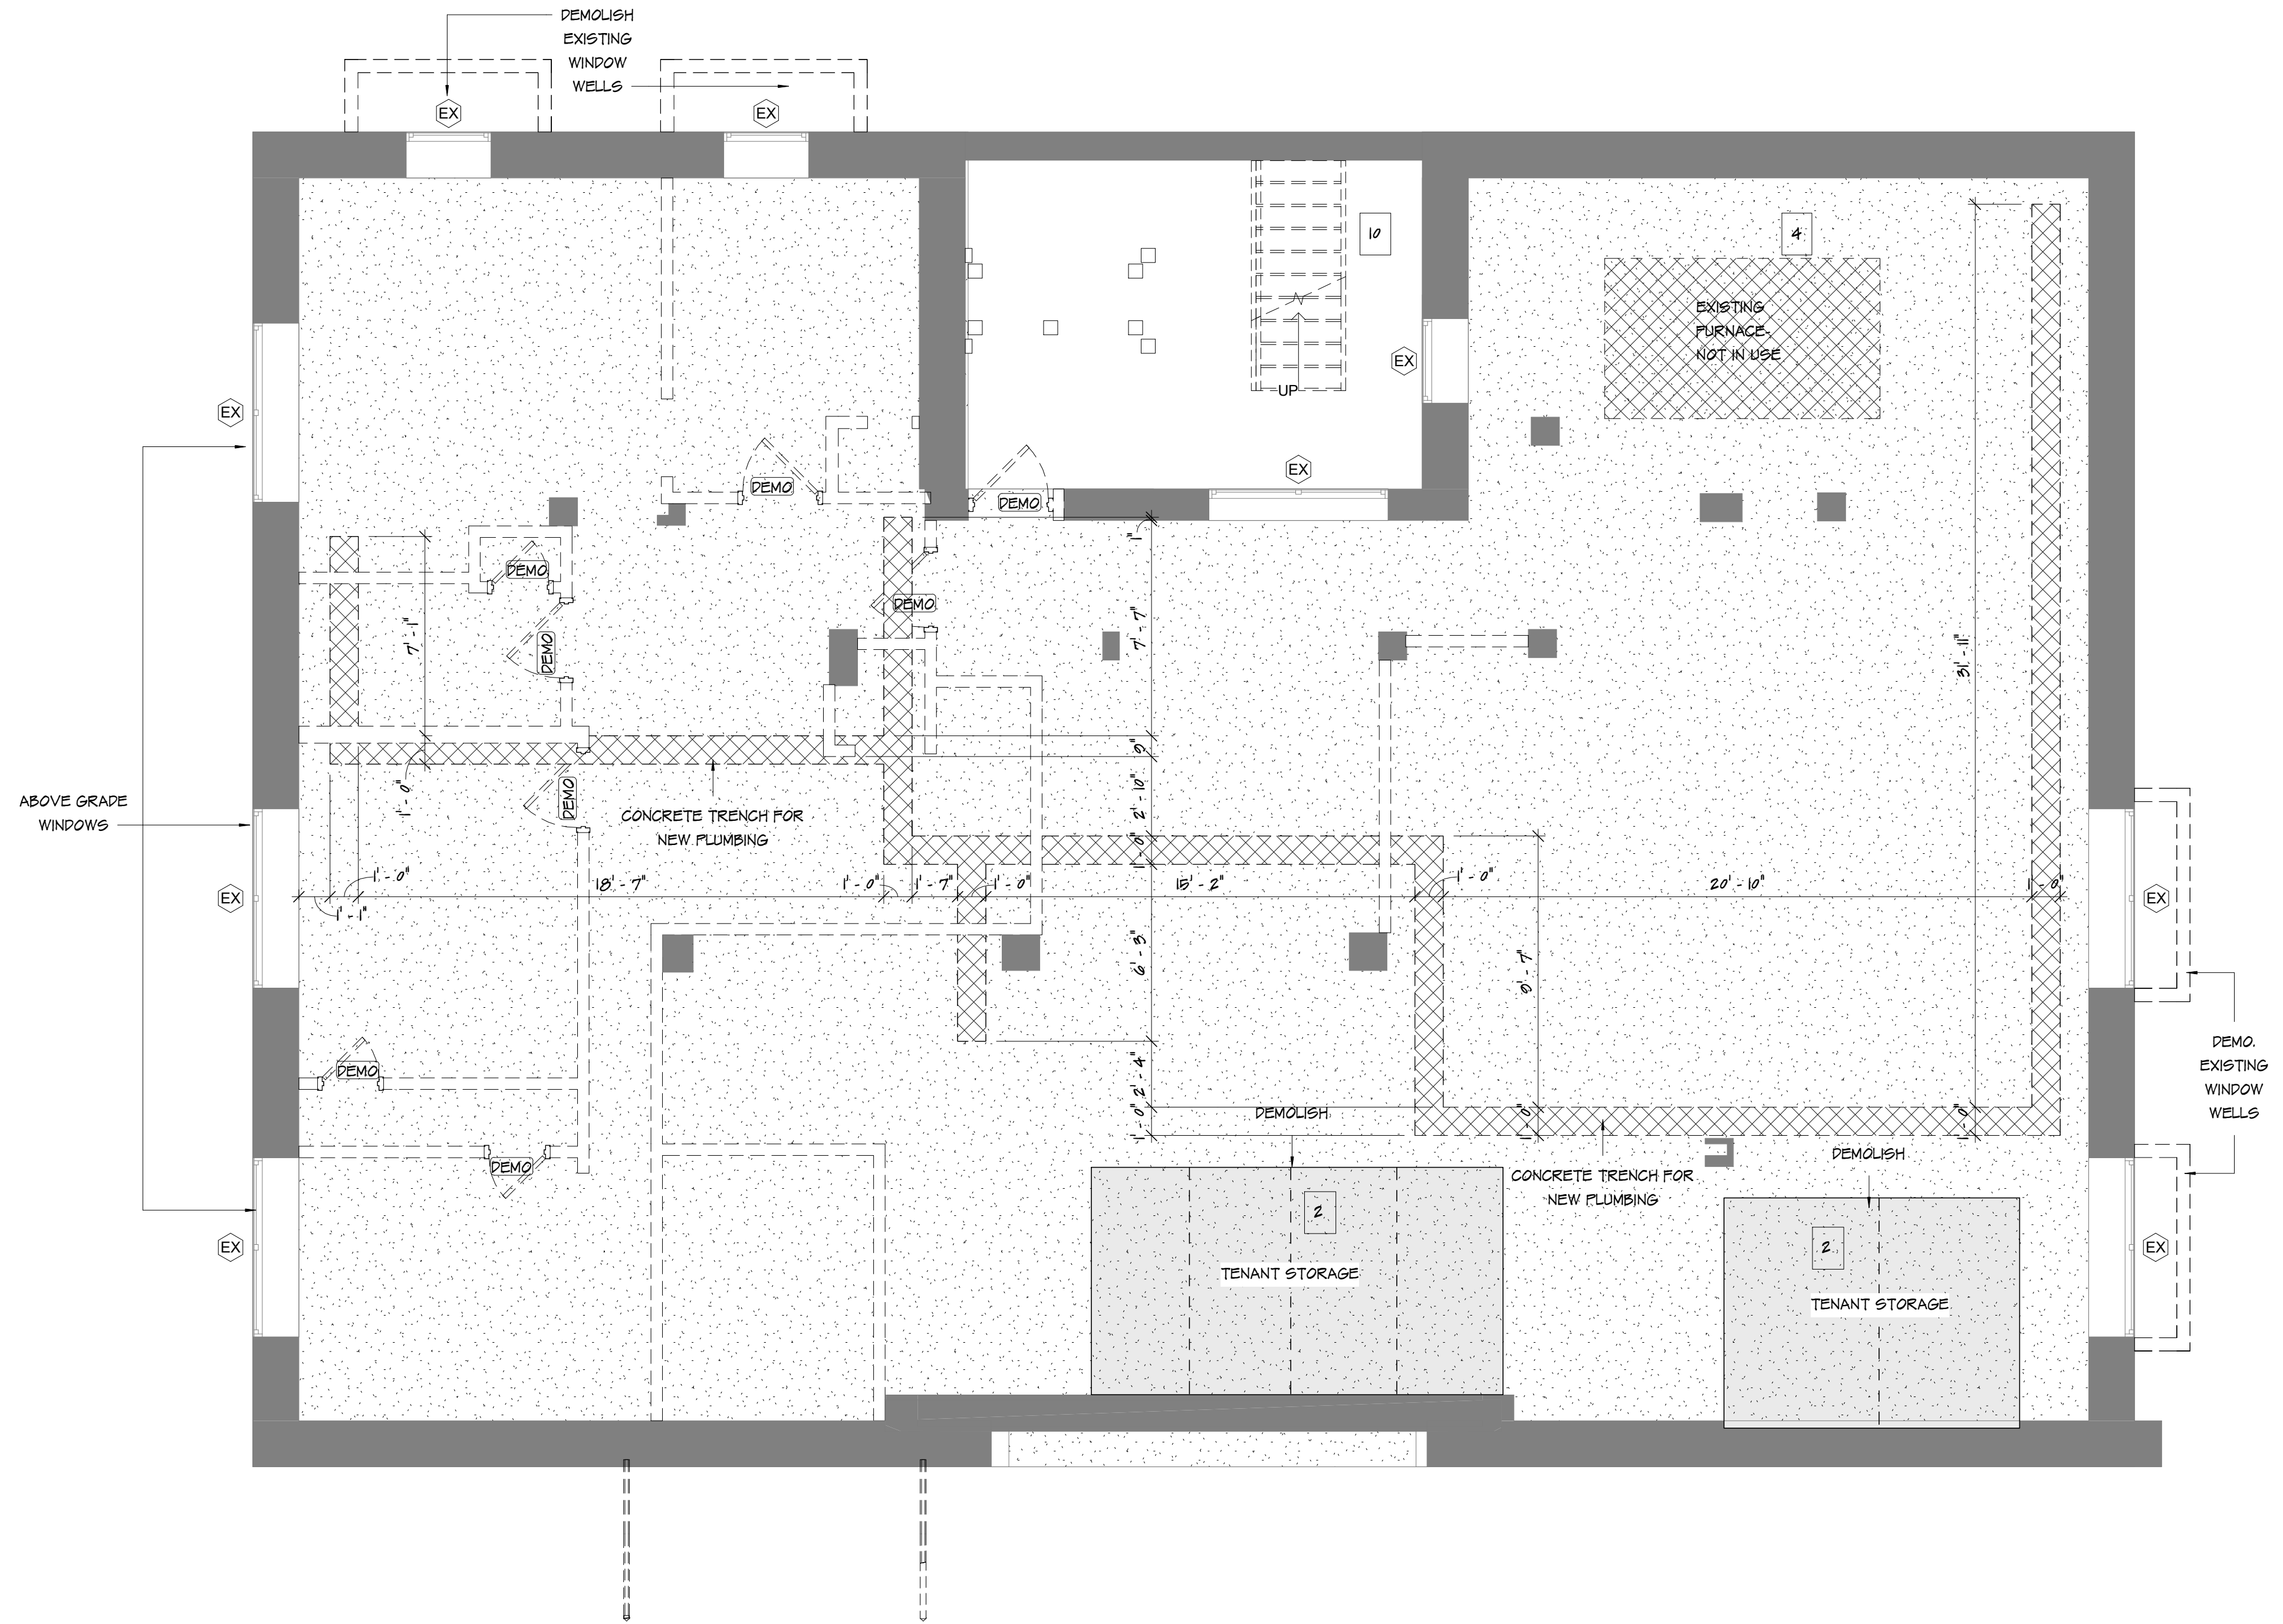 DEMOLISH
EXISTING
WINDOW
WELLS
EX
EX
10
4
EXISTING
FURNACE-
NOT IN USE
UP
EX
EX
EX
DEMO
DEMO
1"
DEMO
DEMO
DEMO
7' - 1"
7' - 7"
31' - 11"
9"
2' - 10"
1' - 0"
DEMO
1' - 0"
ABOVE GRADE
WINDOWS
CONCRETE TRENCH FOR
NEW PLUMBING
1' - 0"
18' - 7"
1' - 0"
1' - 7"
1' - 0"
15' - 2"
1' - 0"
20' - 10"
1' - 0"
1' - 1"
EX
EX
6' - 3"
9' - 7"
DEMO.
EXISTING
WINDOW
WELLS
DEMO
2' - 4"
1' - 0"
1' - 0"
1' - 0"
DEMOLISH
DEMOLISH
DEMO
CONCRETE TRENCH FOR
NEW PLUMBING
2
2
EX
EX
TENANT STORAGE
TENANT STORAGE